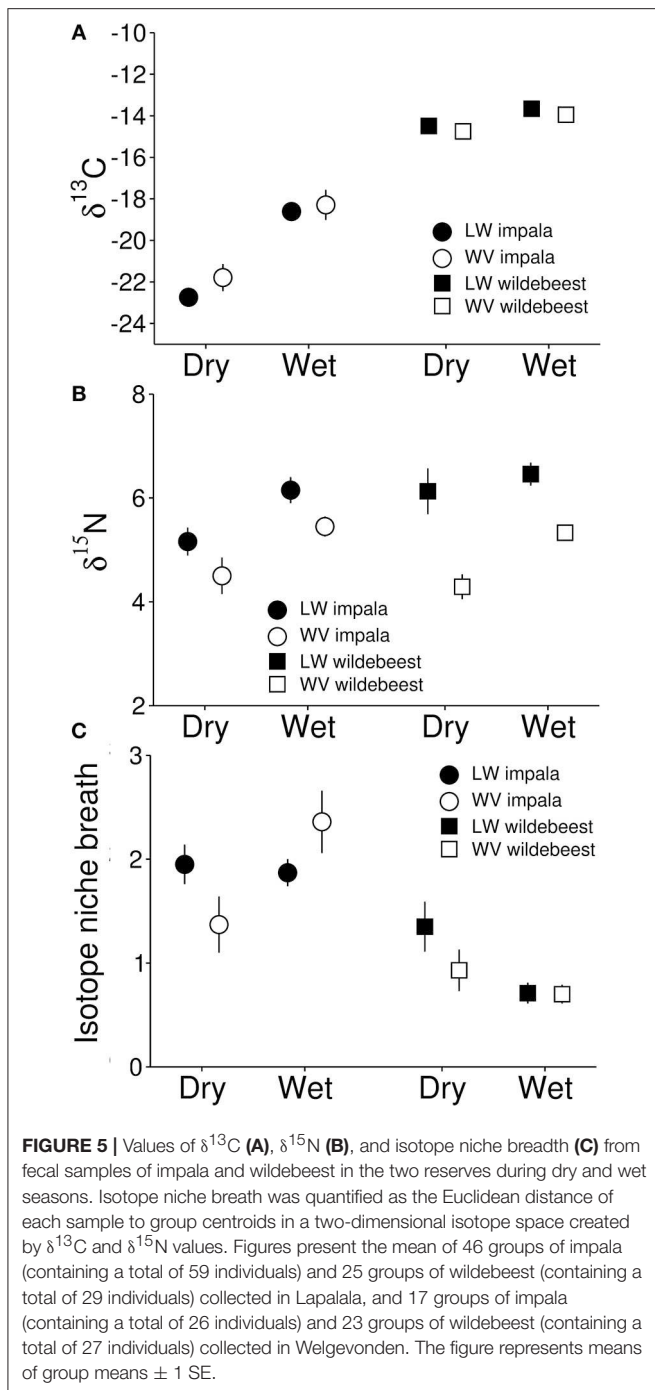 A
δ13C
-10
-12
-14
-16
-18
-20
-22
-24
LW impala
WV impala
LW wildebeest
WV wildebeest
Dry Wet Dry Wet
B
δ15N
8
6
4
2
LW impala
WV impala
LW wildebeest
WV wildebeest
Dry Wet Dry Wet
C
Isotope niche breath
3
2
1
0
LW impala
WV impala
LW wildebeest
WV wildebeest
Dry Wet Dry Wet
FIGURE 5 | Values of δ13C (A), δ15N (B), and isotope niche breadth (C) from
fecal samples of impala and wildebeest in the two reserves during dry and wet
seasons. Isotope niche breath was quantified as the Euclidean distance of
each sample to group centroids in a two-dimensional isotope space created
by δ13C and δ15N values. Figures present the mean of 46 groups of impala
(containing a total of 59 individuals) and 25 groups of wildebeest (containing a
total of 29 individuals) collected in Lapalala, and 17 groups of impala
(containing a total of 26 individuals) and 23 groups of wildebeest (containing a
total of 27 individuals) collected in Welgevonden. The figure represents means
of group means ± 1 SE.